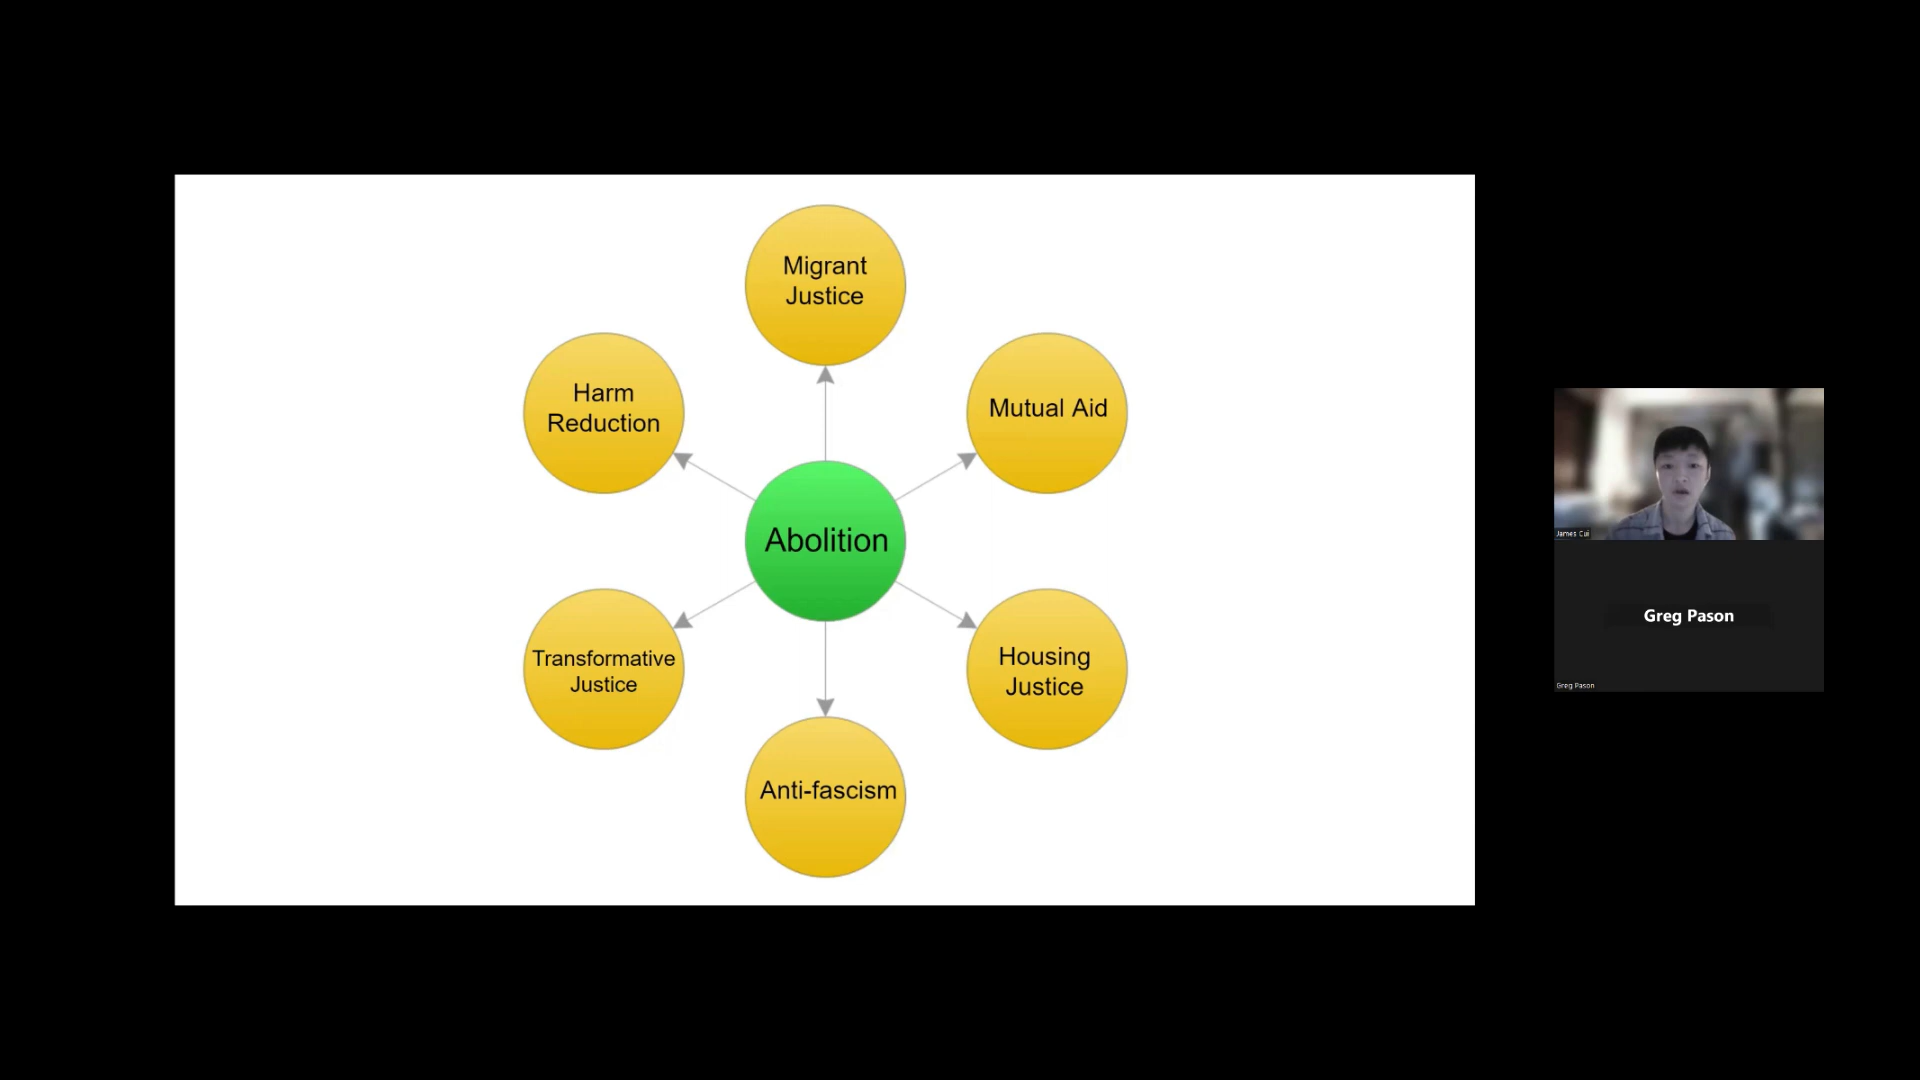 Migrant
Justice
Harm
Reduction
Mutual Aid
Abolition
Transformative
Justice
Housing
Justice
Anti-fascism
James Cui
Greg Pason
Greg Pason